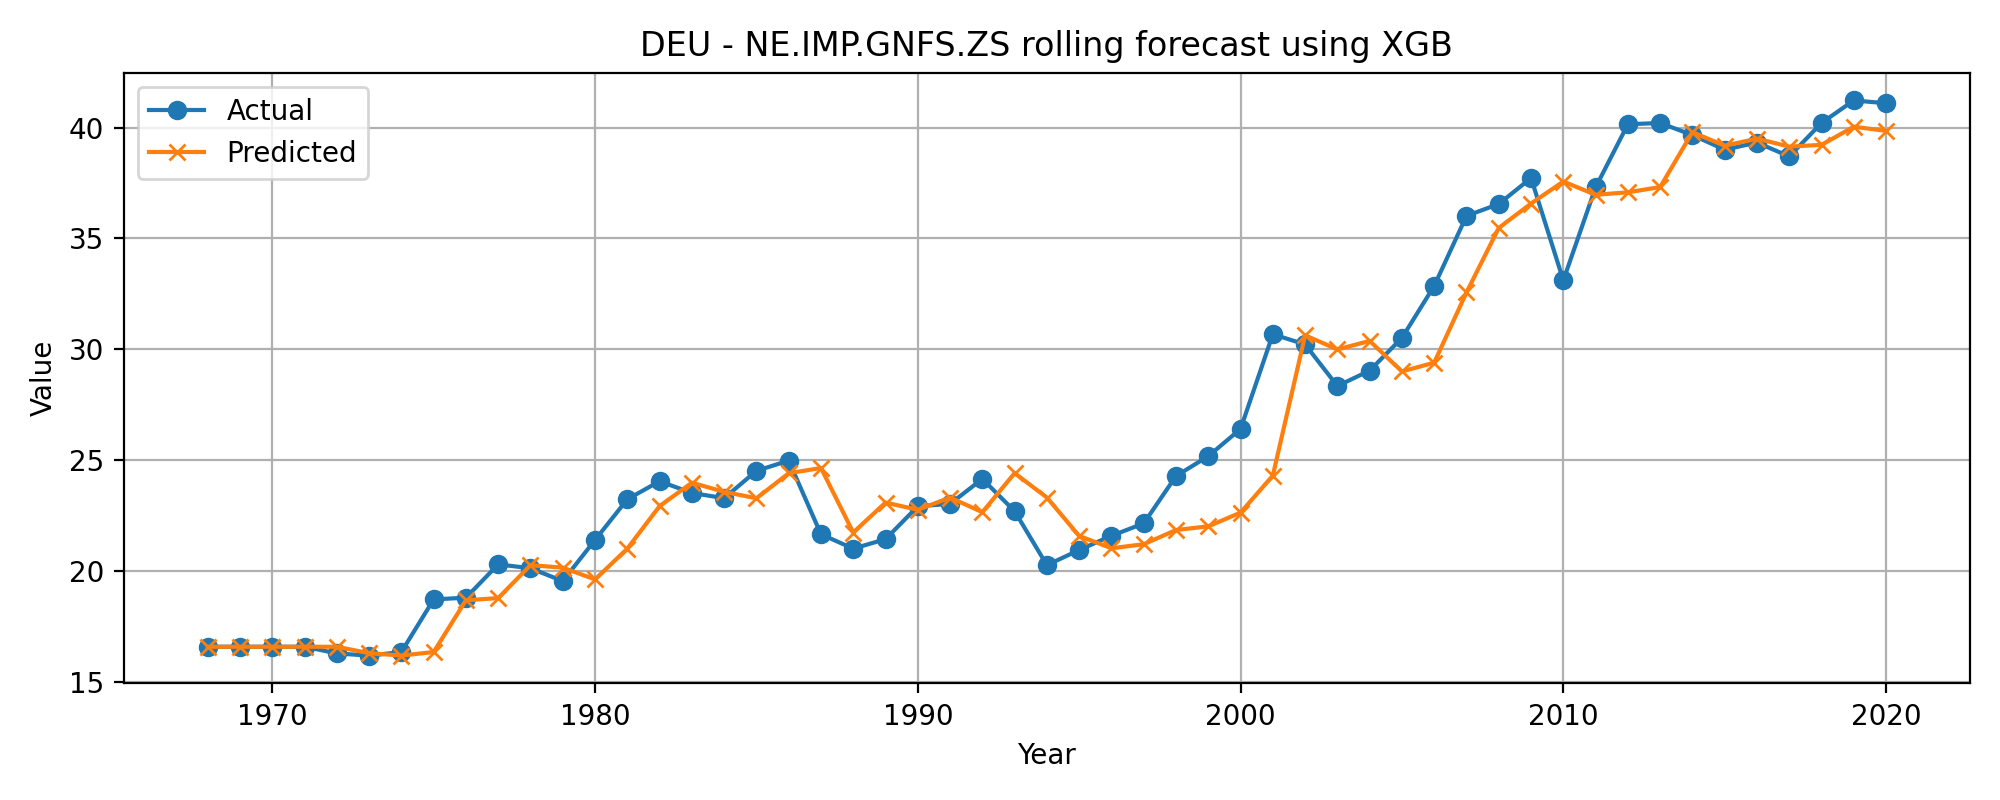 DEU - NE.IMP.GNFS.ZS rolling forecast using XGB
Actual
Predicted
40
35
30
25
20
15
Value
1970 1980 1990 2000 2010 2020
Year